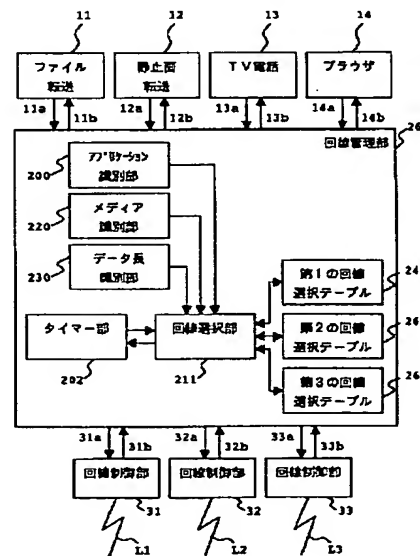 11
12
13
14
ファイル
転送
静止画
転送
TV電話
ブラウザ
11a
11b
12a
12b
13a
13b
14a
14b
26
回線管理部
アプリケーション
識別部
200
メディア
識別部
220
データ長
識別部
230
タイマー部
202
回線選択部
211
第1の回線
選択テーブル
24
第2の回線
選択テーブル
26
第3の回線
選択テーブル
26
31a
31b
32a
32b
33a
33b
回線制御部
回線制御部
回線制御部
31
32
33
L1
L2
L3